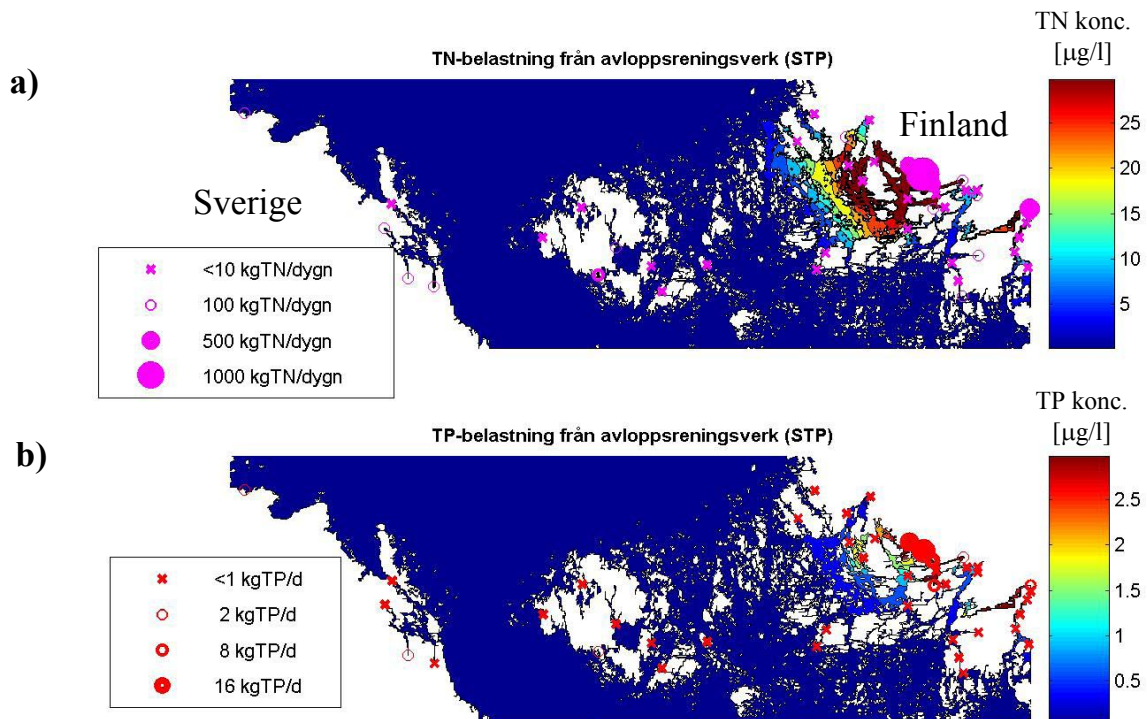 TN konc.
[µg/l]
TN-belastning från avloppsreningsverk (STP)
a)
Finland
Sverige
25
20
15
10
5
<10 kgTN/dygn
100 kgTN/dygn
500 kgTN/dygn
1000 kgTN/dygn
TP konc.
[µg/l]
TP-belastning från avloppsreningsverk (STP)
b)
2.5
2
1.5
1
0.5
<1 kgTP/d
2 kgTP/d
8 kgTP/d
16 kgTP/d